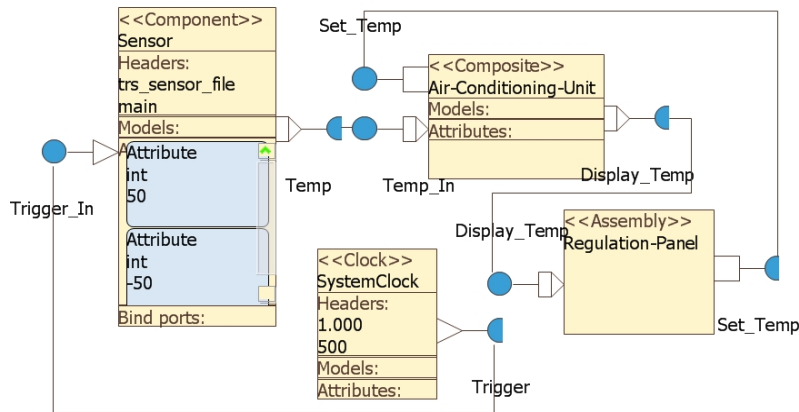 <<Component>>
Sensor
Headers:
trs_sensor_file
main
Models:
A
Attribute
int
50
Attribute
int
-50
Bind ports:
Trigger_In
Temp
Set_Temp
<<Composite>>
Air-Conditioning-Unit
Models:
Attributes:
Temp_In
Display_Temp
Display_Temp
<<Assembly>>
Regulation-Panel
Set_Temp
<<Clock>>
SystemClock
Headers:
1.000
500
Models:
Attributes:
Trigger